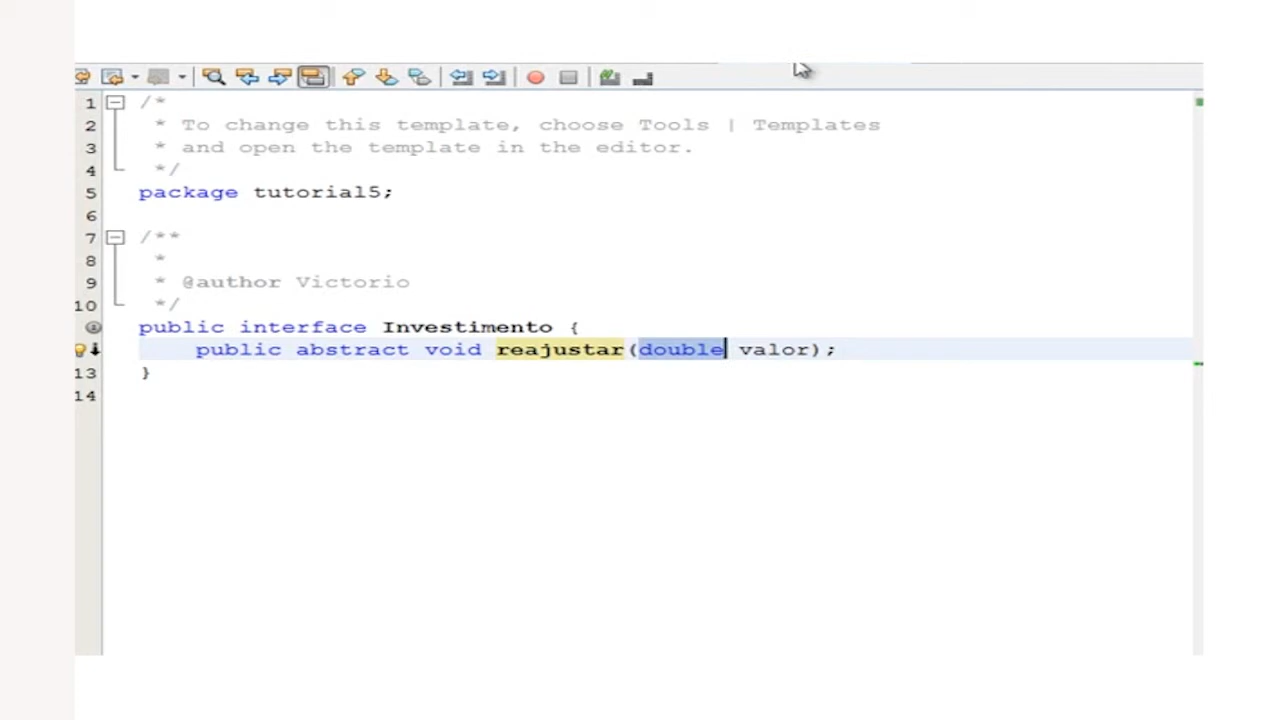 1 /*
2 * To change this template, choose Tools | Templates
3 * and open the template in the editor.
4 */
5 package tutorial5;
6
7 /**
8 *
9 * @author Victorio
10 */
public interface Investimento {
public abstract void reajustar(double valor);
13 }
14